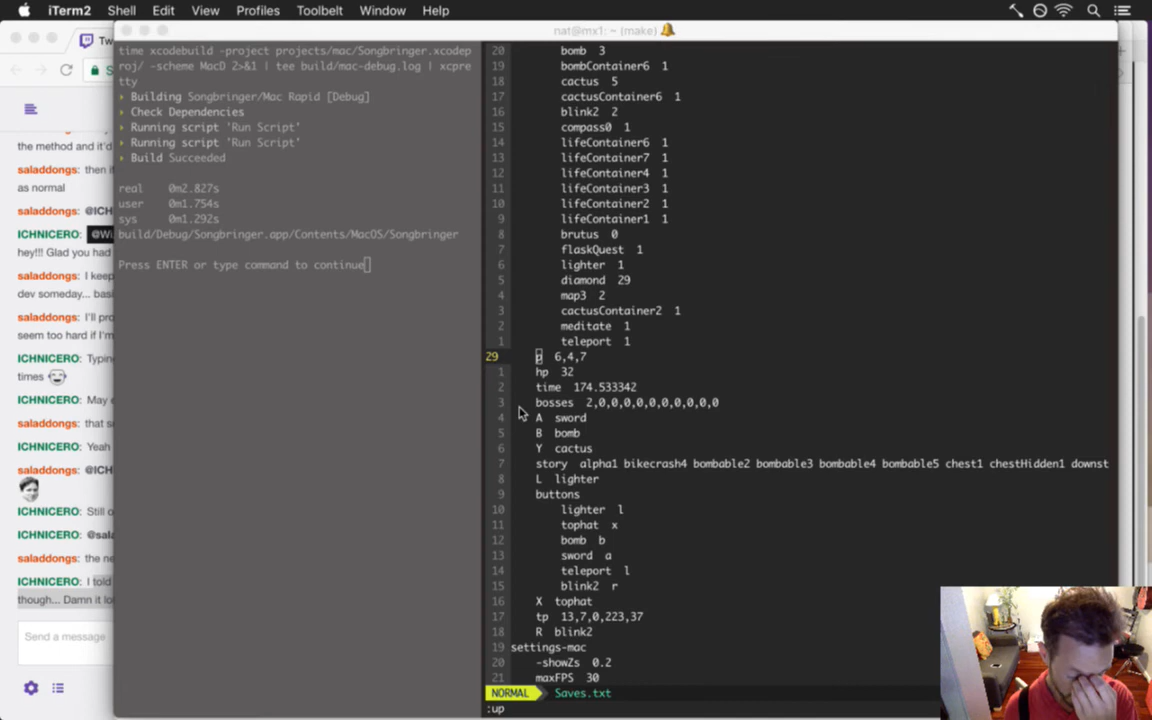 iTerm2 Shell Edit View Profiles Toolbelt Window Help
nat@mx1: ~ (make)
Tw
S
the method and it'd
saladdongs: then i
as normal
saladdongs: @ICH
ICHNICERO: @Wi
hey!!! Glad you had
saladdongs: I keep
dev someday... basi
saladdongs: I'll pro
seem too hard if I'm
ICHNICERO: Typin
times
ICHNICERO: May e
saladdongs: that s
ICHNICERO: Yeah
saladdongs: @ICH
ICHNICERO: Still o
ICHNICERO: @sala
saladdongs: the ne
ICHNICERO: I told
though... Damn it lo
Send a message
time xcodebuild -project projects/mac/Songbringer.xcodep
roj/ -scheme MacD 2>&1 | tee build/mac-debug.log | xcpre
tty
Building Songbringer/Mac Rapid [Debug]
Check Dependencies
Running script 'Run Script'
Running script 'Run Script'
Build Succeeded
real 0m2.827s
user 0m1.754s
sys 0m1.292s
build/Debug/Songbringer.app/Contents/MacOS/Songbringer
Press ENTER or type command to continue
20 bomb 3
19 bombContainer6 1
18 cactus 5
17 cactusContainer6 1
16 blink2 2
15 compass0 1
14 lifeContainer6 1
13 lifeContainer7 1
12 lifeContainer4 1
11 lifeContainer3 1
10 lifeContainer2 1
9 lifeContainer1 1
8 brutus 0
7 flaskQuest 1
6 lighter 1
5 diamond 29
4 map3 2
3 cactusContainer2 1
2 meditate 1
1 teleport 1
29 p 6,4,7
1 hp 32
2 time 174.533342
3 bosses 2,0,0,0,0,0,0,0,0,0,0
4 A sword
5 B bomb
6 Y cactus
7 story alpha1 bikecrash4 bombable2 bombable3 bombable4 bombable5 chest1 chestHidden1 downst
8 L lighter
9 buttons
10 lighter l
11 tophat x
12 bomb b
13 sword a
14 teleport l
15 blink2 r
16 X tophat
17 tp 13,7,0,223,37
18 R blink2
19 settings-mac
20 -showZs 0.2
21 maxFPS 30
NORMAL Saves.txt
:up